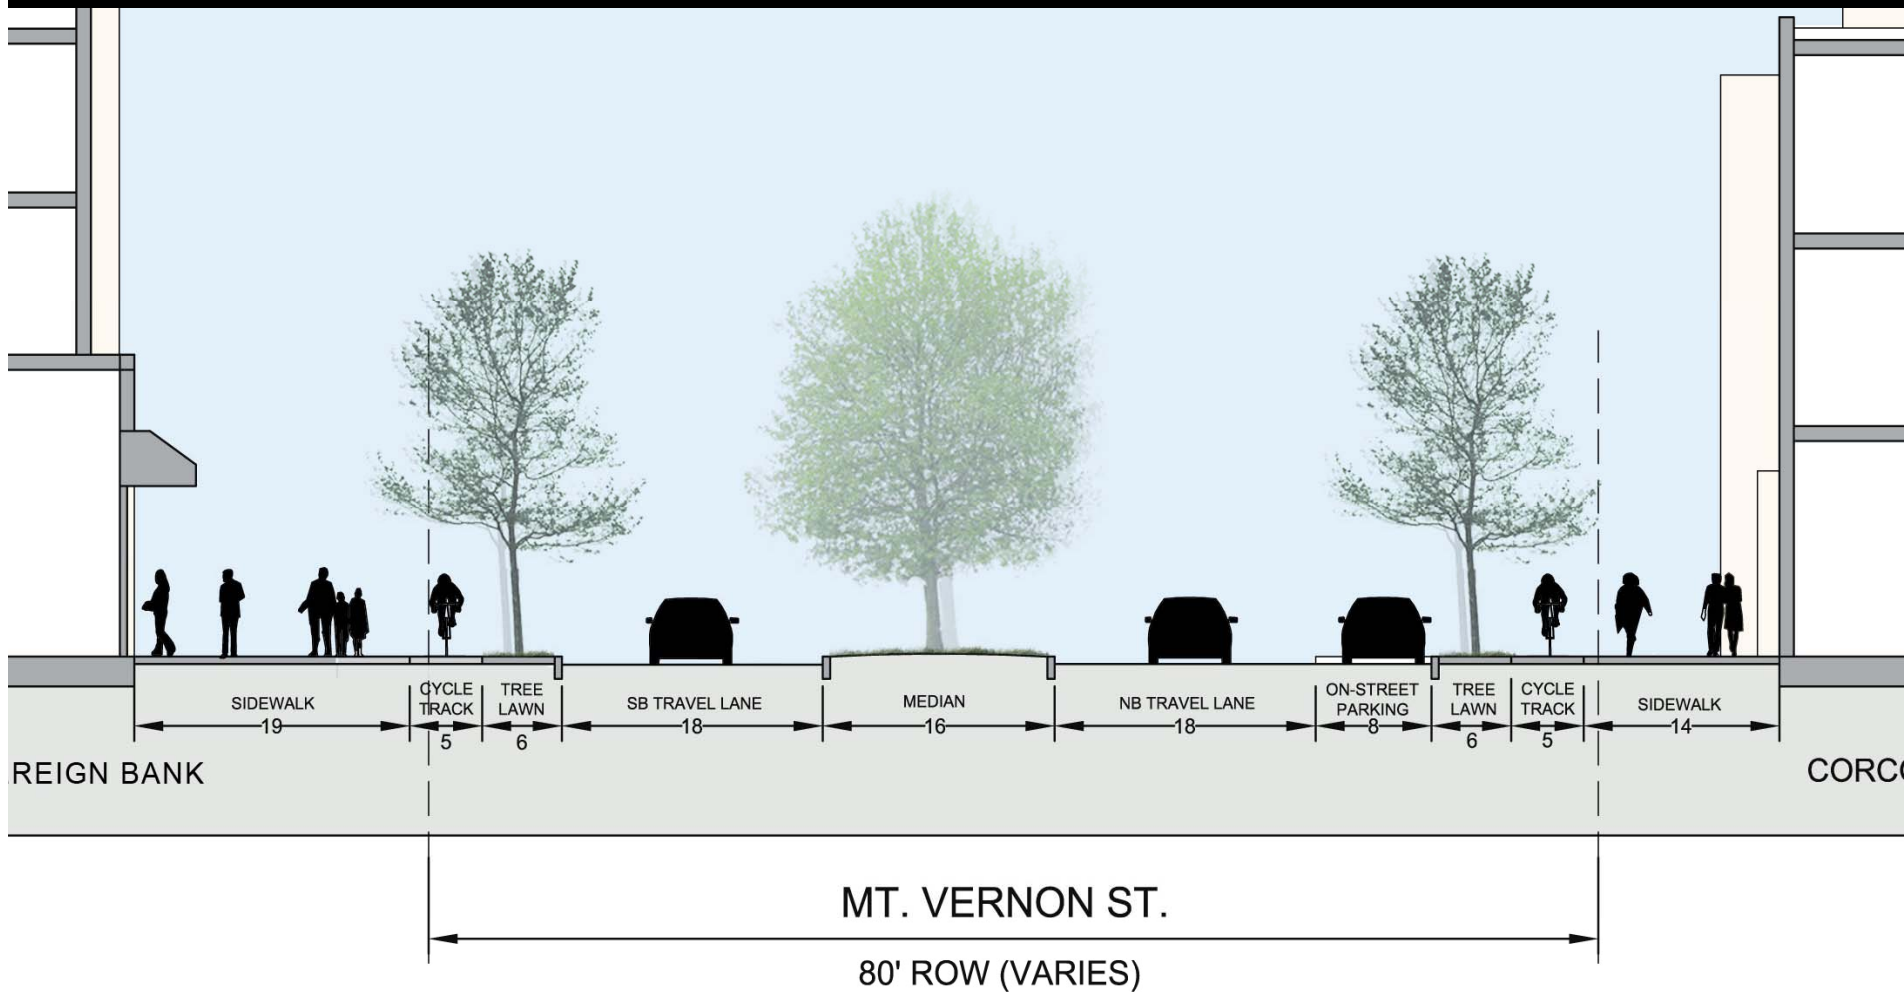 SIDEWALK
19
CYCLE
TRACK
5
TREE
LAWN
6
SB TRAVEL LANE
18
MEDIAN
16
NB TRAVEL LANE
18
ON-STREET
PARKING
8
TREE
LAWN
6
CYCLE
TRACK
5
SIDEWALK
14
REIGN BANK
CORCO
MT. VERNON ST.
80' ROW (VARIES)